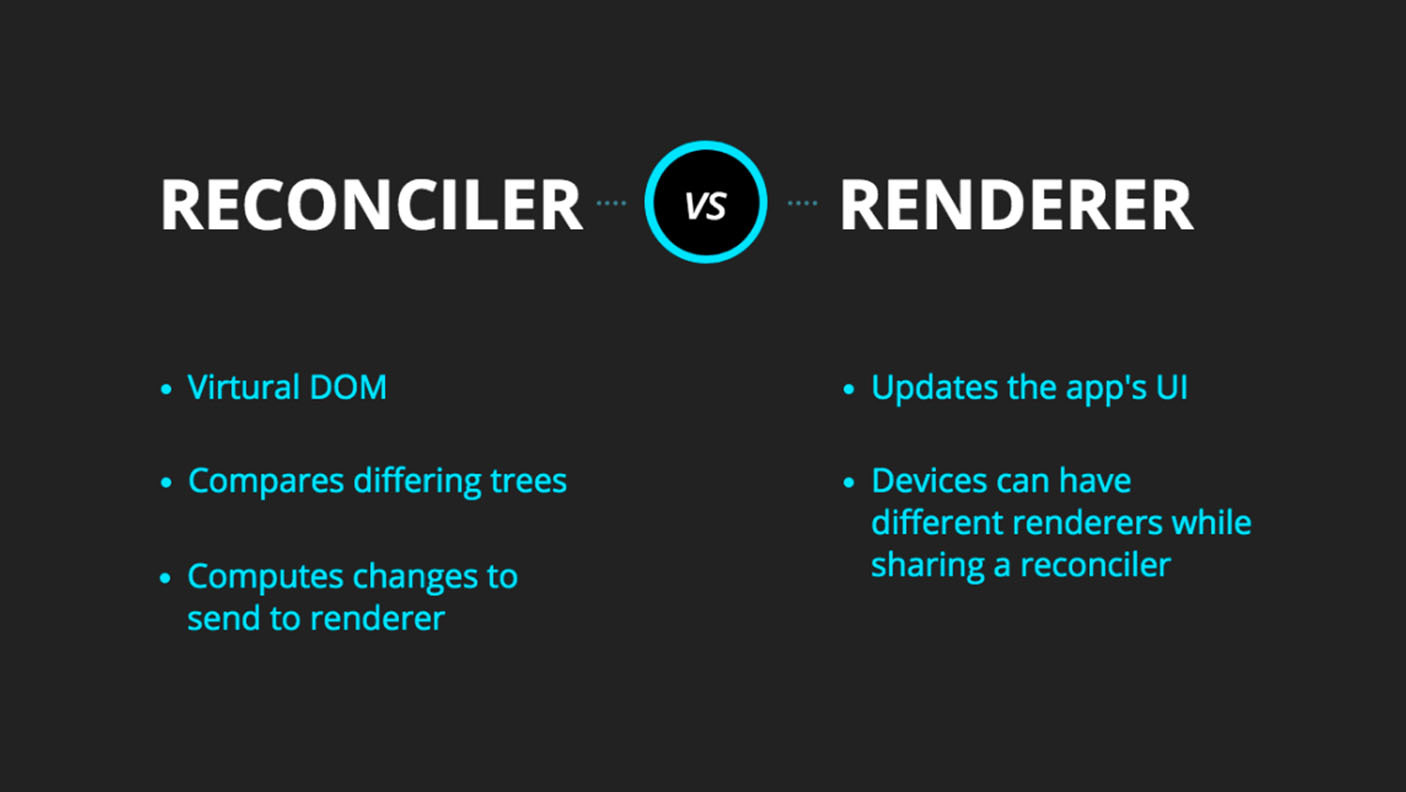 RECONCILER VS RENDERER
• Virtural DOM
• Compares differing trees
• Computes changes to
send to renderer
• Updates the app's UI
• Devices can have
different renderers while
sharing a reconciler